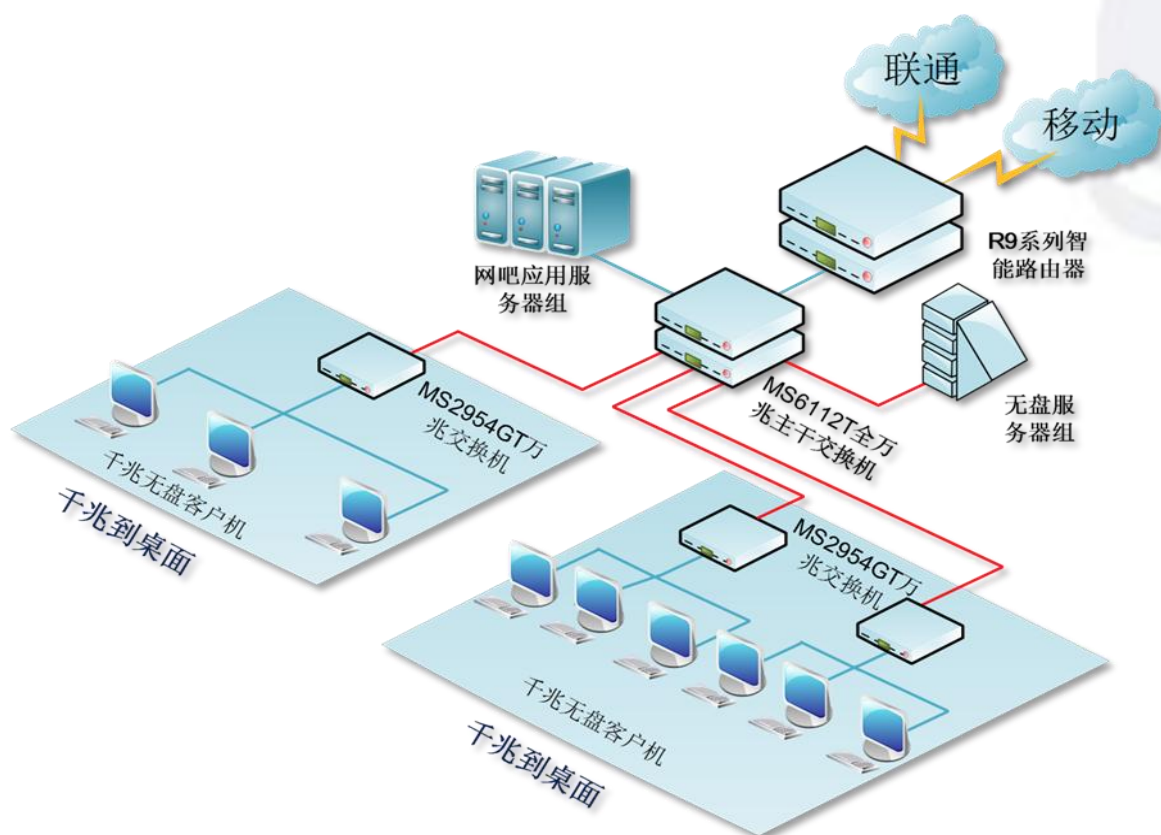 联通
移动
R9系列智
能路由器
网吧应用服
务器组
MS2954GT万
兆交换机
MS6112T全万
兆主干交换机
无盘服
务器组
千兆无盘客户机
千兆到桌面
MS2954GT万
兆交换机
千兆无盘客户机
千兆到桌面